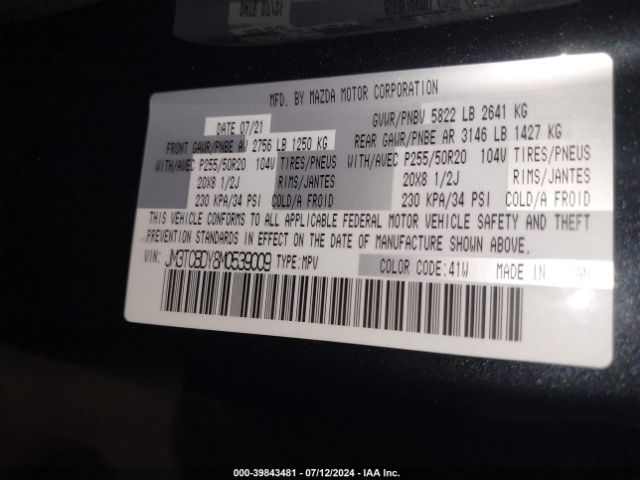 MFD. BY MAZDA MOTOR CORPORATION
DATE 07/21 GVWR/PNBV 5822 LB 2641 KG
FRONT GAWR/PNBE AV 2756 LB 1250 KG REAR GAWR/PNBE AR 3146 LB 1427 KG
WITH/AVEC P255/50R20 104V TIRES/PNEUS WITH/AVEC P255/50R20 104V TIRES/PNEUS
20X8 1/2J RIMS/JANTES 20X8 1/2J RIMS/JANTES
230 KPA/34 PSI COLD/A FROID 230 KPA/34 PSI COLD/A FROID
THIS VEHICLE CONFORMS TO ALL APPLICABLE FEDERAL MOTOR VEHICLE SAFETY AND THEFT
PREVENTION STANDARDS IN EFFECT ON THE DATE OF MANUFACTURE SHOWN ABOVE.
VIN: JM3TCBDY8M0539009 TYPE:MPV COLOR CODE:41W MADE IN JAPAN
000-39843481 - 07/12/2024 - IAA Inc.